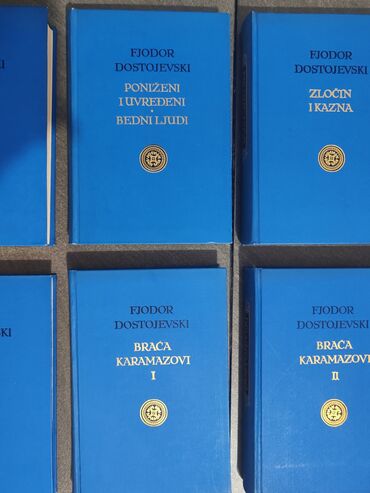 FJODOR
DOSTOJEVSKI
PONIŽENI
I UVREĐENI
•
BEDNI LJUDI
FJODOR
DOSTOJEVSKI
ZLOČIN
I KAZNA
FJODOR
DOSTOJEVSKI
BRAĆA
KARAMAZOVI
I
FJODOR
DOSTOJEVSKI
BRAĆA
KARAMAZOVI
II